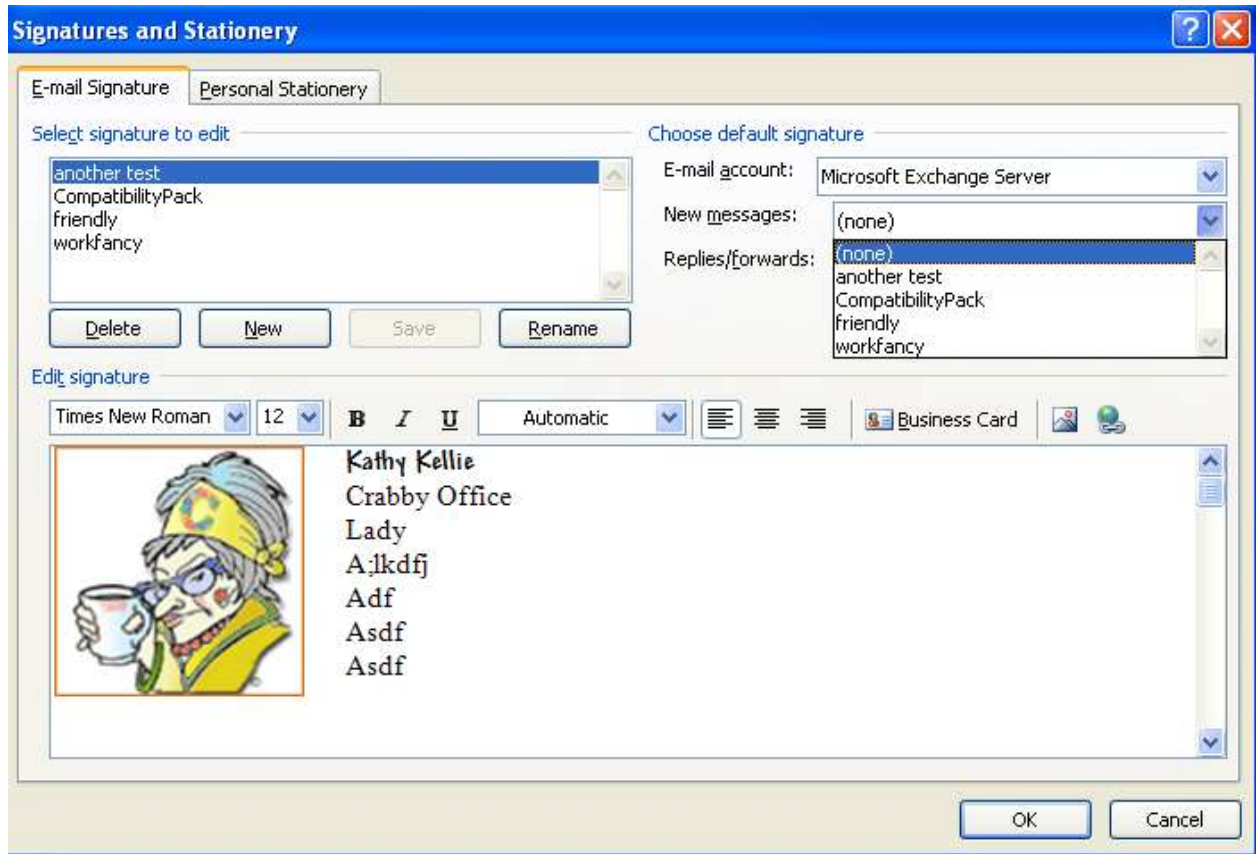 Signatures and Stationery
E-mail Signature
Personal Stationery
Select signature to edit
another test
CompatibilityPack
friendly
workfancy
Delete
New
Save
Rename
Choose default signature
E-mail account:
Microsoft Exchange Server
New messages:
(none)
Replies/forwards:
(none)
another test
CompatibilityPack
friendly
workfancy
Edit signature
Times New Roman
12
B
I
U
Automatic
Business Card
C
Kathy Kellie
Crabby Office
Lady
A;lkdfj
Adf
Asdf
Asdf
OK
Cancel